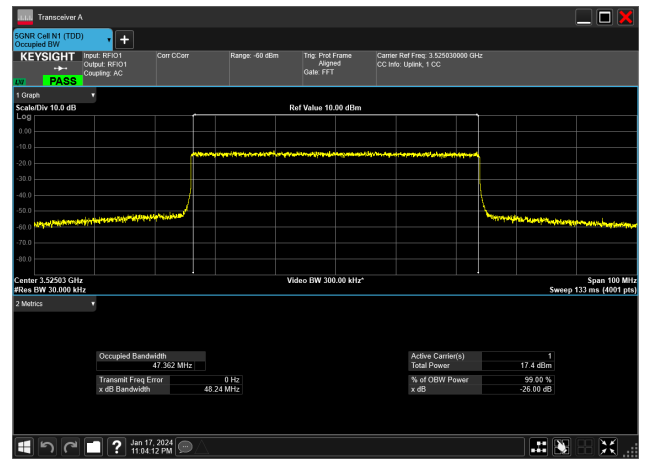 Transceiver A
5GNR Cell N1 (TDD)
Occupied BW
KEYSIGHT
Input: RFIO1
Output: RFIO1
Coupling: AC
Corr CCorr
Range: -60 dBm
Trig: Prot Frame
Aligned
Gate: FFT
Carrier Ref Freq: 3.525030000 GHz
CC Info: Uplink, 1 CC
LW PASS
1 Graph
Scale/Div 10.0 dB
Ref Value 10.00 dBm
Log
0.00
-10.0
-20.0
-30.0
-40.0
-50.0
-60.0
-70.0
-80.0
Center 3.52503 GHz
Video BW 300.00 kHz*
Span 100 MHz
#Res BW 30.000 kHz
Sweep 133 ms (4001 pts)
2 Metrics
Occupied Bandwidth
47.362 MHz
Transmit Freq Error 0 Hz
x dB Bandwidth 48.24 MHz
Active Carrier(s) 1
Total Power 17.4 dBm
% of OBW Power 99.00 %
x dB -26.00 dB
Jan 17, 2024
11:04:12 PM